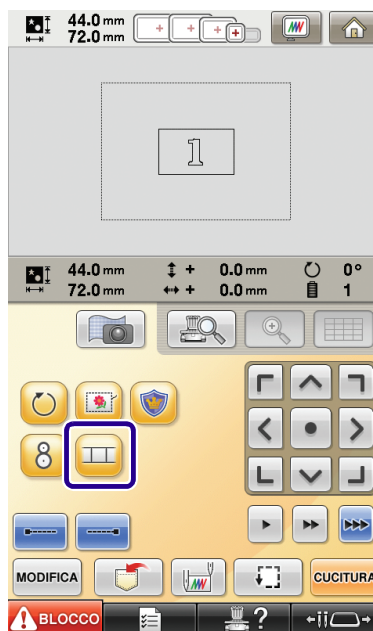 44.0 mm
72.0 mm
1
44.0 mm + 0.0 mm 0°
72.0 mm + 0.0 mm 1
8
MODIFICA CUCITURA
BLOCCO ?